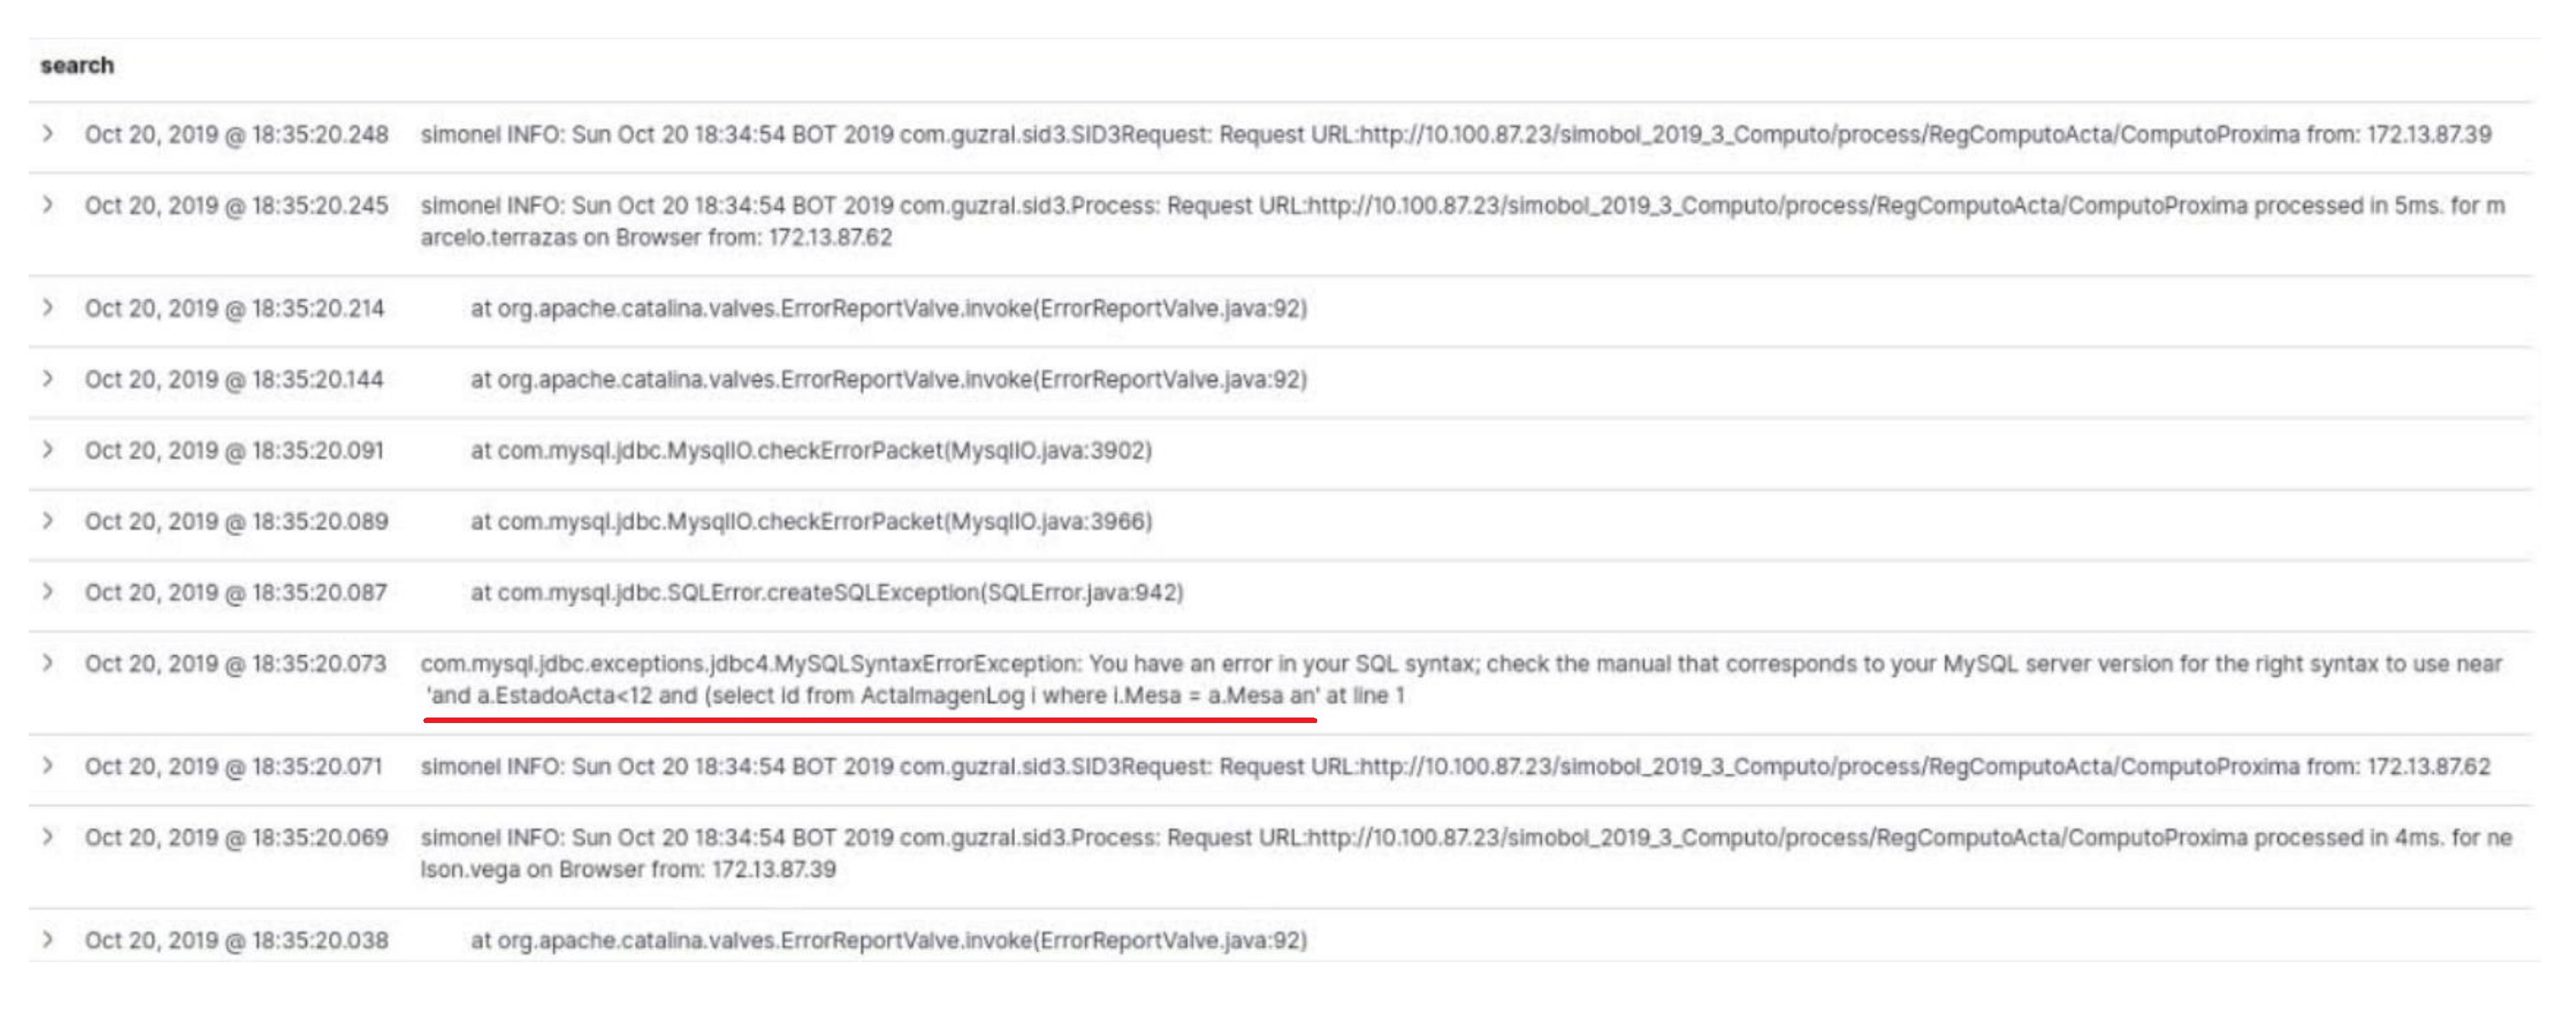 search
Oct 20, 2019 @ 18:35:20.248 simonel INFO: Sun Oct 20 18:34:54 BOT 2019 com.guzral.sid3.SID3Request: Request URL:http://10.100.87.23/simobol_2019_3_Computo/process/RegComputoActa/ComputoProxima from: 172.13.87.39
Oct 20, 2019 @ 18:35:20.245 simonel INFO: Sun Oct 20 18:34:54 BOT 2019 com.guzral.sid3.Process: Request URL:http://10.100.87.23/simobol_2019_3_Computo/process/RegComputoActa/ComputoProxima processed in 5ms. for m
arcelo.terrazas on Browser from: 172.13.87.62
Oct 20, 2019 @ 18:35:20.214 at org.apache.catalina.valves.ErrorReportValve.invoke(ErrorReportValve.java:92)
Oct 20, 2019 @ 18:35:20.144 at org.apache.catalina.valves.ErrorReportValve.invoke(ErrorReportValve.java:92)
Oct 20, 2019 @ 18:35:20.091 at com.mysql.jdbc.MysqlIO.checkErrorPacket(MysqlIO.java:3902)
Oct 20, 2019 @ 18:35:20.089 at com.mysql.jdbc.MysqlIO.checkErrorPacket(MysqlIO.java:3966)
Oct 20, 2019 @ 18:35:20.087 at com.mysql.jdbc.SQLError.createSQLException(SQLError.java:942)
Oct 20, 2019 @ 18:35:20.073 com.mysql.jdbc.exceptions.jdbc4.MySQLSyntaxErrorException: You have an error in your SQL syntax; check the manual that corresponds to your MySQL server version for the right syntax to use near
'and a.EstadoActa<12 and (select id from ActaImagenLog i where i.Mesa = a.Mesa an' at line 1
Oct 20, 2019 @ 18:35:20.071 simonel INFO: Sun Oct 20 18:34:54 BOT 2019 com.guzral.sid3.SID3Request: Request URL:http://10.100.87.23/simobol_2019_3_Computo/process/RegComputoActa/ComputoProxima from: 172.13.87.62
Oct 20, 2019 @ 18:35:20.069 simonel INFO: Sun Oct 20 18:34:54 BOT 2019 com.guzral.sid3.Process: Request URL:http://10.100.87.23/simobol_2019_3_Computo/process/RegComputoActa/ComputoProxima processed in 4ms. for ne
lson.vega on Browser from: 172.13.87.39
Oct 20, 2019 @ 18:35:20.038 at org.apache.catalina.valves.ErrorReportValve.invoke(ErrorReportValve.java:92)